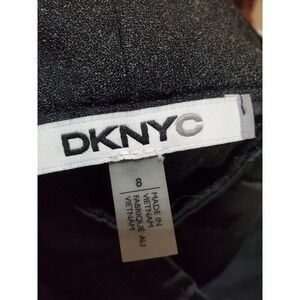 DKNYC
8
MADE IN
VIETNAM
FABRIQUÉ AU
VIETNAM